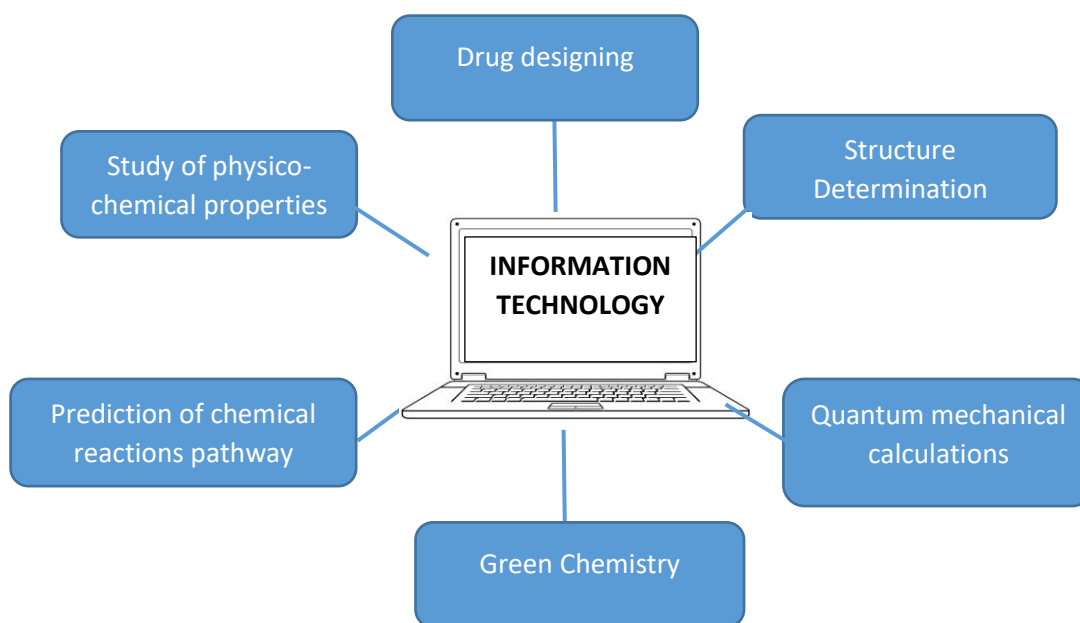 Drug designing
Study of physico-
chemical properties
Structure
Determination
INFORMATION
TECHNOLOGY
Prediction of chemical
reactions pathway
Quantum mechanical
calculations
Green Chemistry